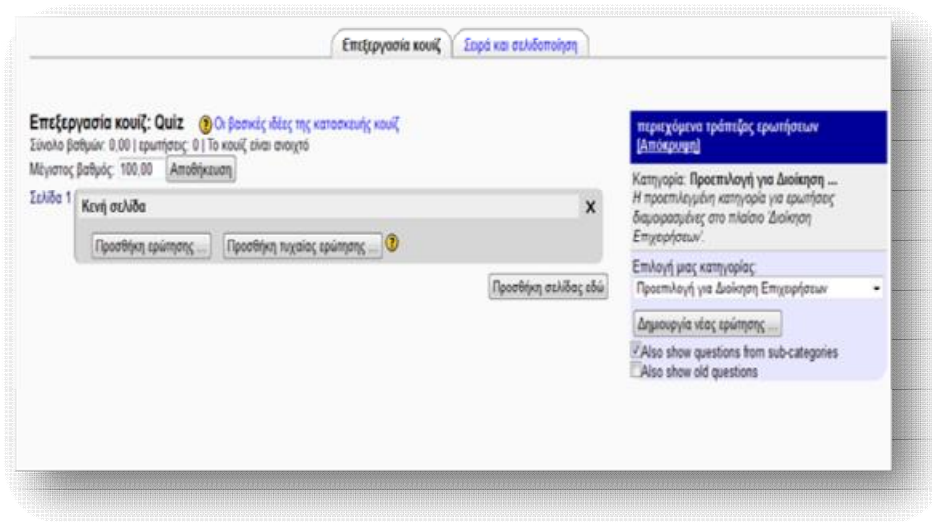 Επεξεργασία κουίζ Σειρά και σελιδοποίηση
Επεξεργασία κουίζ: Quiz ? Οι βασικές ιδέες της κατασκευής κουίζ
Σύνολο βαθμών: 0,00 | ερωτήσεις: 0 | Το κουίζ είναι ανοιχτό
Μέγιστος βαθμός: 100,00 Αποθήκευση
Σελίδα 1
Κενή σελίδα X
Προσθήκη ερώτησης ... Προσθήκη τυχαίας ερώτησης ... ?
Προσθήκη σελίδας εδώ
περιεχόμενα τράπεζας ερωτήσεων
[Απόκρυψη]
Κατηγορία: Προεπιλογή για Διοίκηση ...
Η προεπιλεγμένη κατηγορία για ερωτήσεις
διαμορασμένες στο πλαίσιο 'Διοίκηση
Επιχειρήσεων'.
Επιλογή μιας κατηγορίας:
Προεπιλογή για Διοίκηση Επιχειρήσεων
Δημιουργία νέας ερώτησης ...
Also show questions from sub-categories
Also show old questions